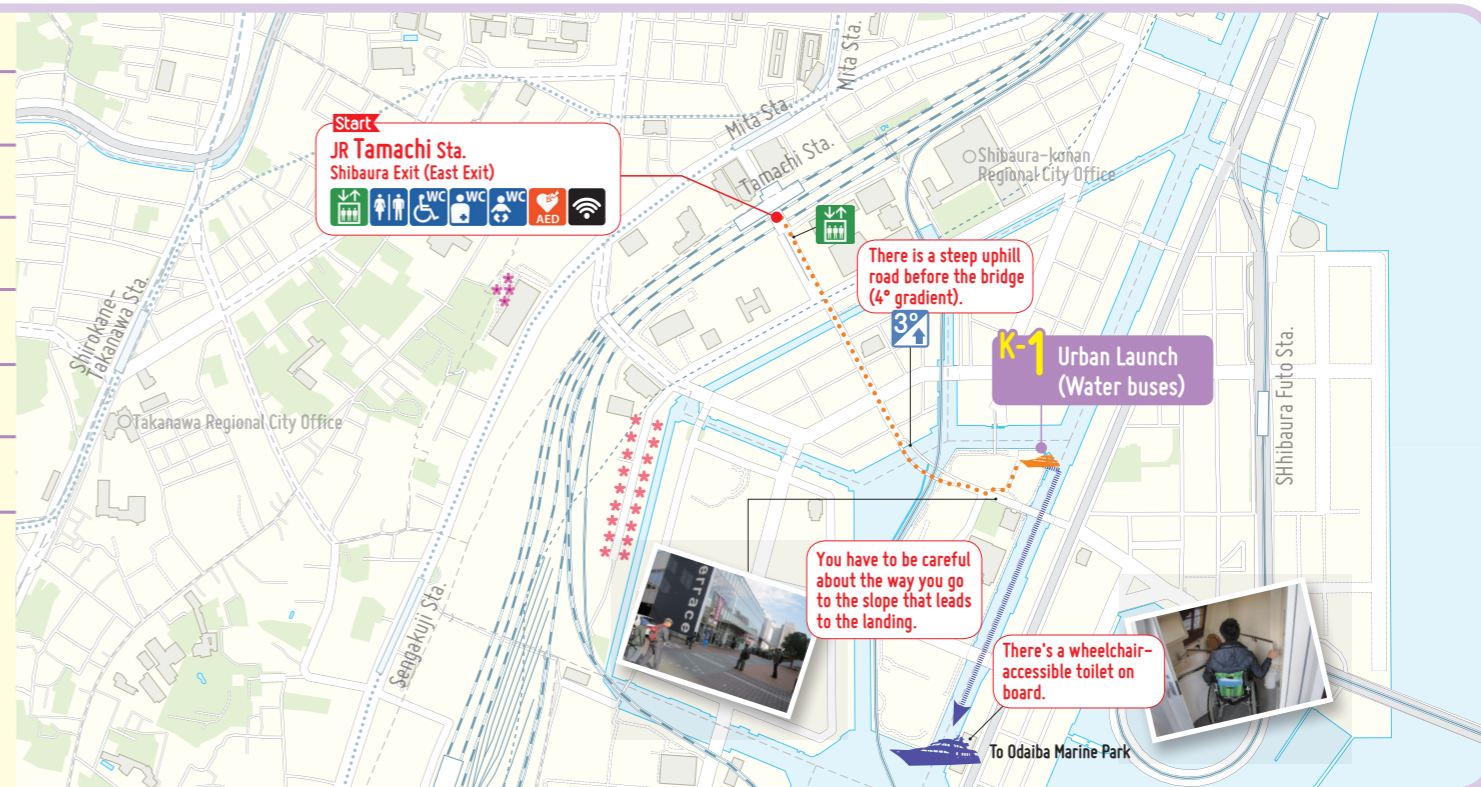 Start
JR Tamachi Sta.
Shibaura Exit (East Exit)
WC
WC
WC
AED
Mita Sta.
Mita Sta.
Tamachi Sta.
Shibaura-konan
Regional City Office
There is a steep uphill
road before the bridge
(4° gradient).
3°
K-1
Urban Launch
(Water buses)
Shirokane-
Takanawa Sta.
Takanawa Regional City Office
Sengakuji Sta.
SHhibaura Futo Sta.
errace
You have to be careful
about the way you go
to the slope that leads
to the landing.
There's a wheelchair-
accessible toilet on
board.
To Odaiba Marine Park